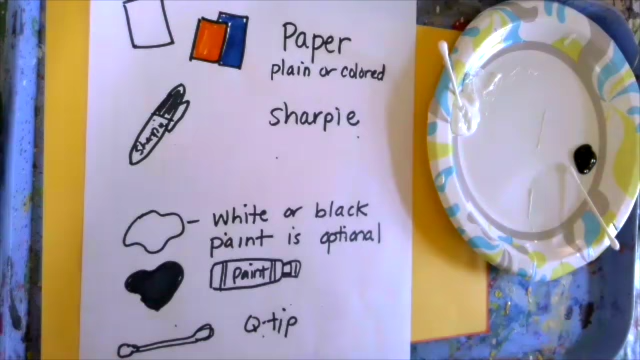 Paper
plain or colored
sharpie
Sharpie
white or black
paint is optional
Paint
Q-tip